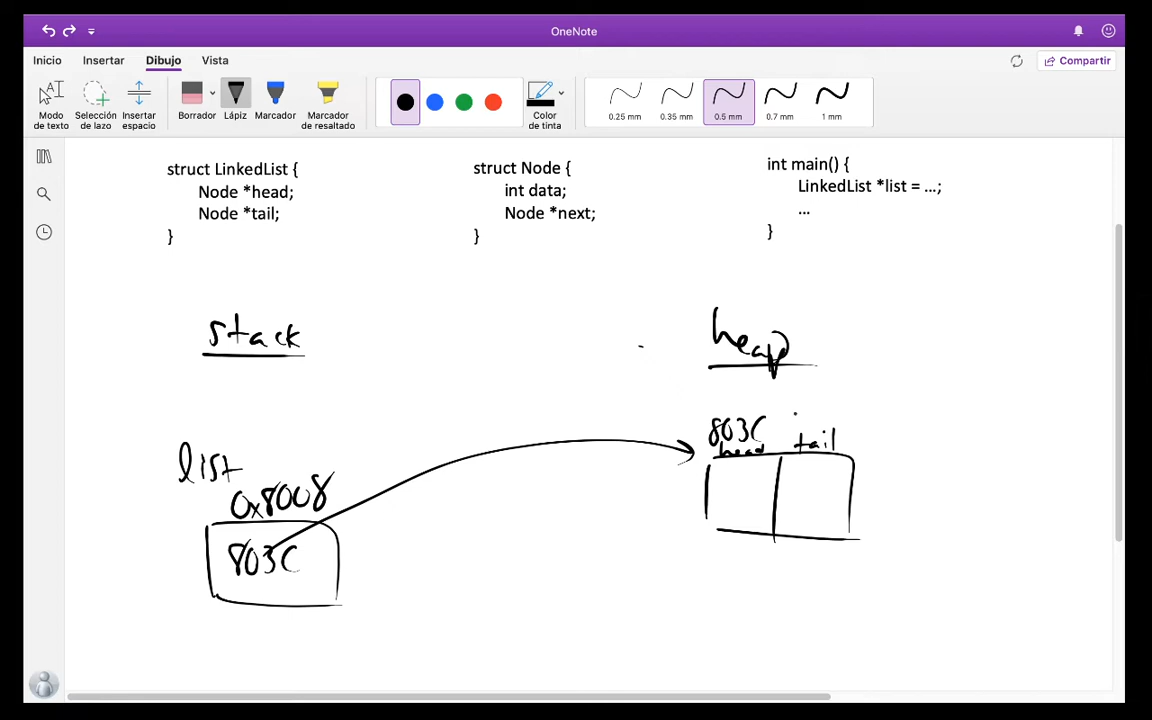 OneNote
Inicio Insertar Dibujo Vista
Compartir
Modo de texto
Selección de lazo
Insertar espacio
Borrador
Lápiz
Marcador
Marcador de resaltado
Color de tinta
0.25 mm
0.35 mm
0.5 mm
0.7 mm
1 mm
struct LinkedList {
Node *head;
Node *tail;
}
struct Node {
int data;
Node *next;
}
int main() {
LinkedList *list = ...;
...
}
stack
heap
list
0x8008
803C
803C
head tail